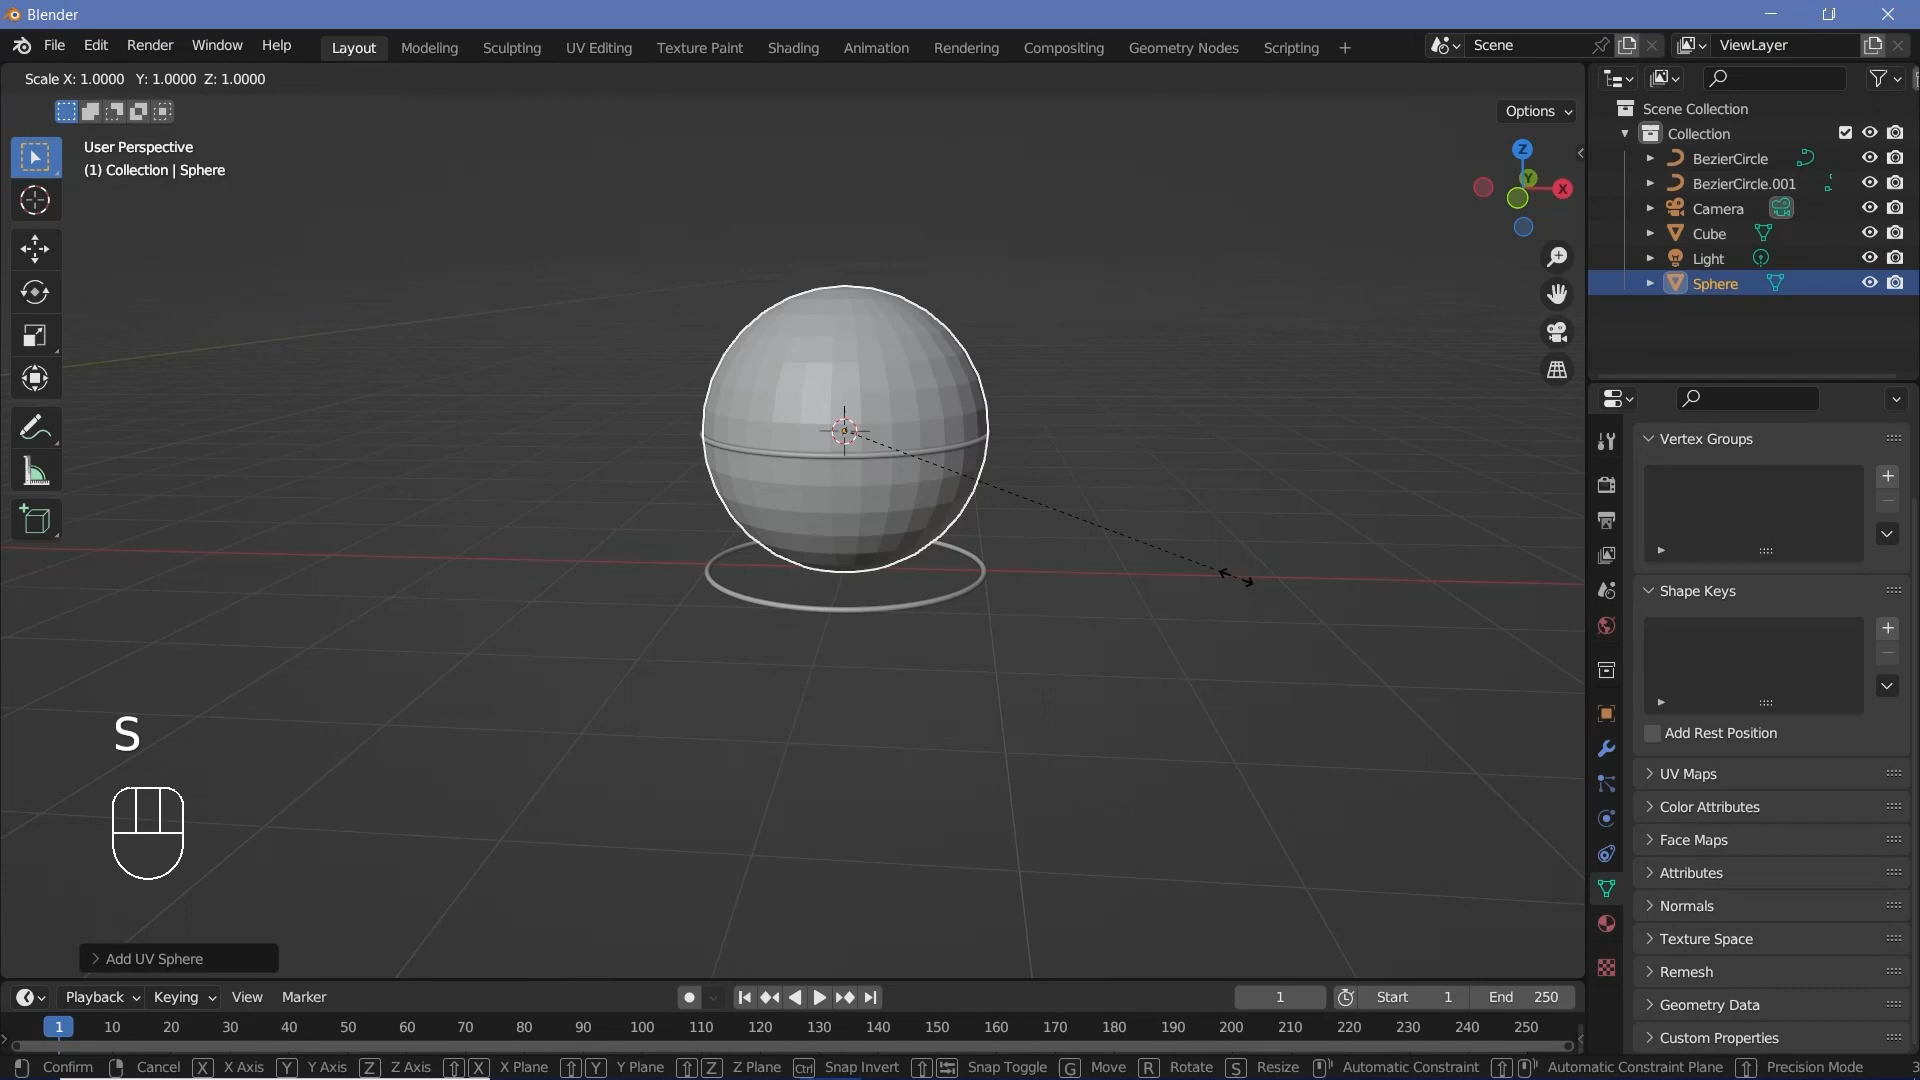 Blender
File Edit Render Window Help Layout Modeling Sculpting UV Editing Texture Paint Shading Animation Rendering Compositing Geometry Nodes Scripting + Scene ViewLayer
Scale X: 1.0000 Y: 1.0000 Z: 1.0000
Options
User Perspective
(1) Collection | Sphere
Z
Y
X
Scene Collection
Collection
BezierCircle
BezierCircle.001
Camera
Cube
Light
Sphere
Vertex Groups
Shape Keys
Add Rest Position
UV Maps
Color Attributes
Face Maps
Attributes
Normals
Texture Space
Remesh
Geometry Data
Custom Properties
S
Add UV Sphere
Playback Keying View Marker 1 Start 1 End 250
1 10 20 30 40 50 60 70 80 90 100 110 120 130 140 150 160 170 180 190 200 210 220 230 240 250
Confirm Cancel X X Axis Y Y Axis Z Z Axis X X Plane Y Y Plane Z Z Plane Ctrl Snap Invert Snap Toggle G Move R Rotate S Resize Automatic Constraint Automatic Constraint Plane Precision Mode